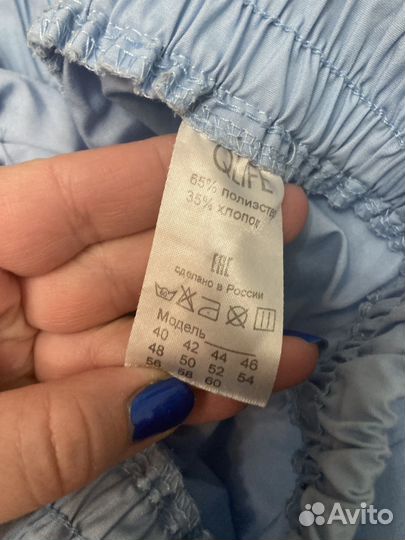 QLIFE
65% полиэстер
35% хлопок
ЕАС
сделано в России
Модель
40 42 44 46
48 50 52 54
56 58 60
Avito